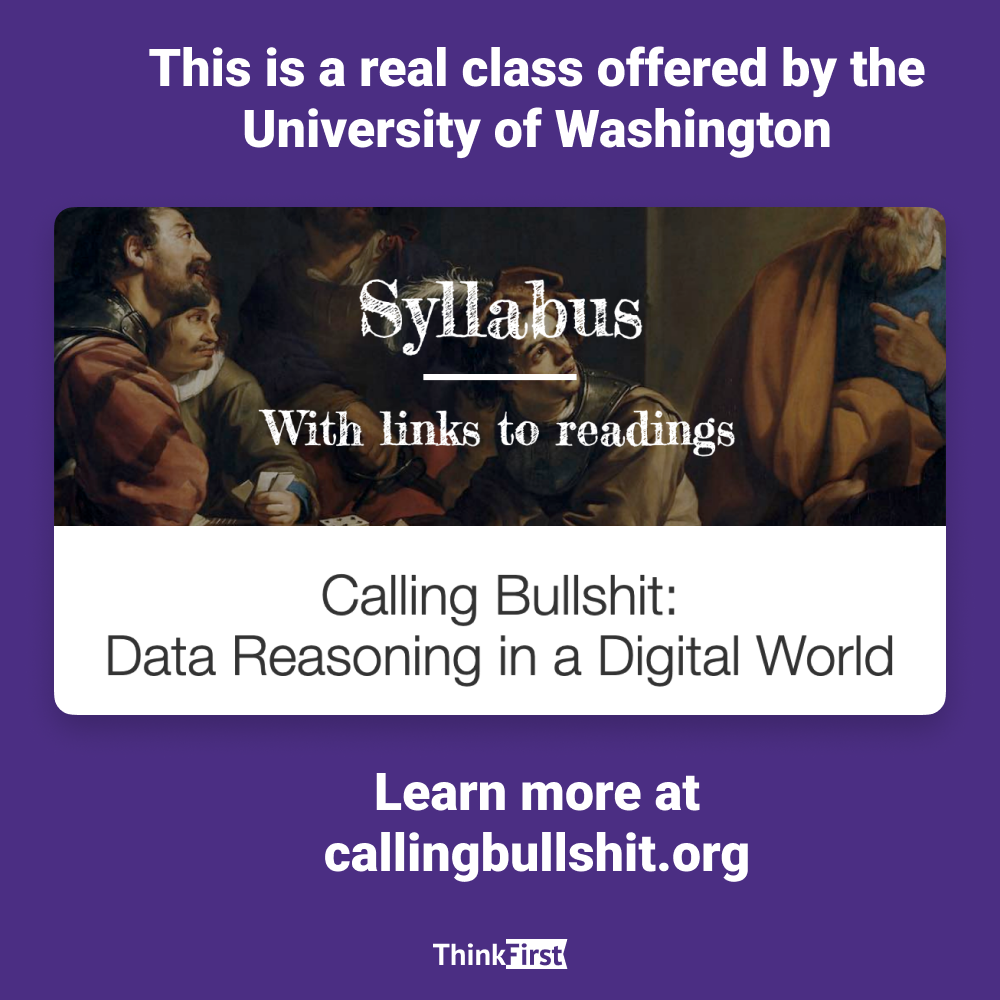 This is a real class offered by the
University of Washington
Syllabus
With links to readings
Calling Bullshit:
Data Reasoning in a Digital World
Learn more at
callingbullshit.org
ThinkFirst